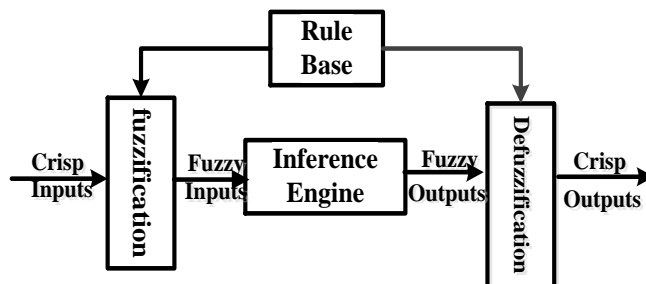 Rule
Base
fuzzification
Defuzzification
Crisp
Inputs
Fuzzy
Inputs
Inference
Engine
Fuzzy
Outputs
Crisp
Outputs